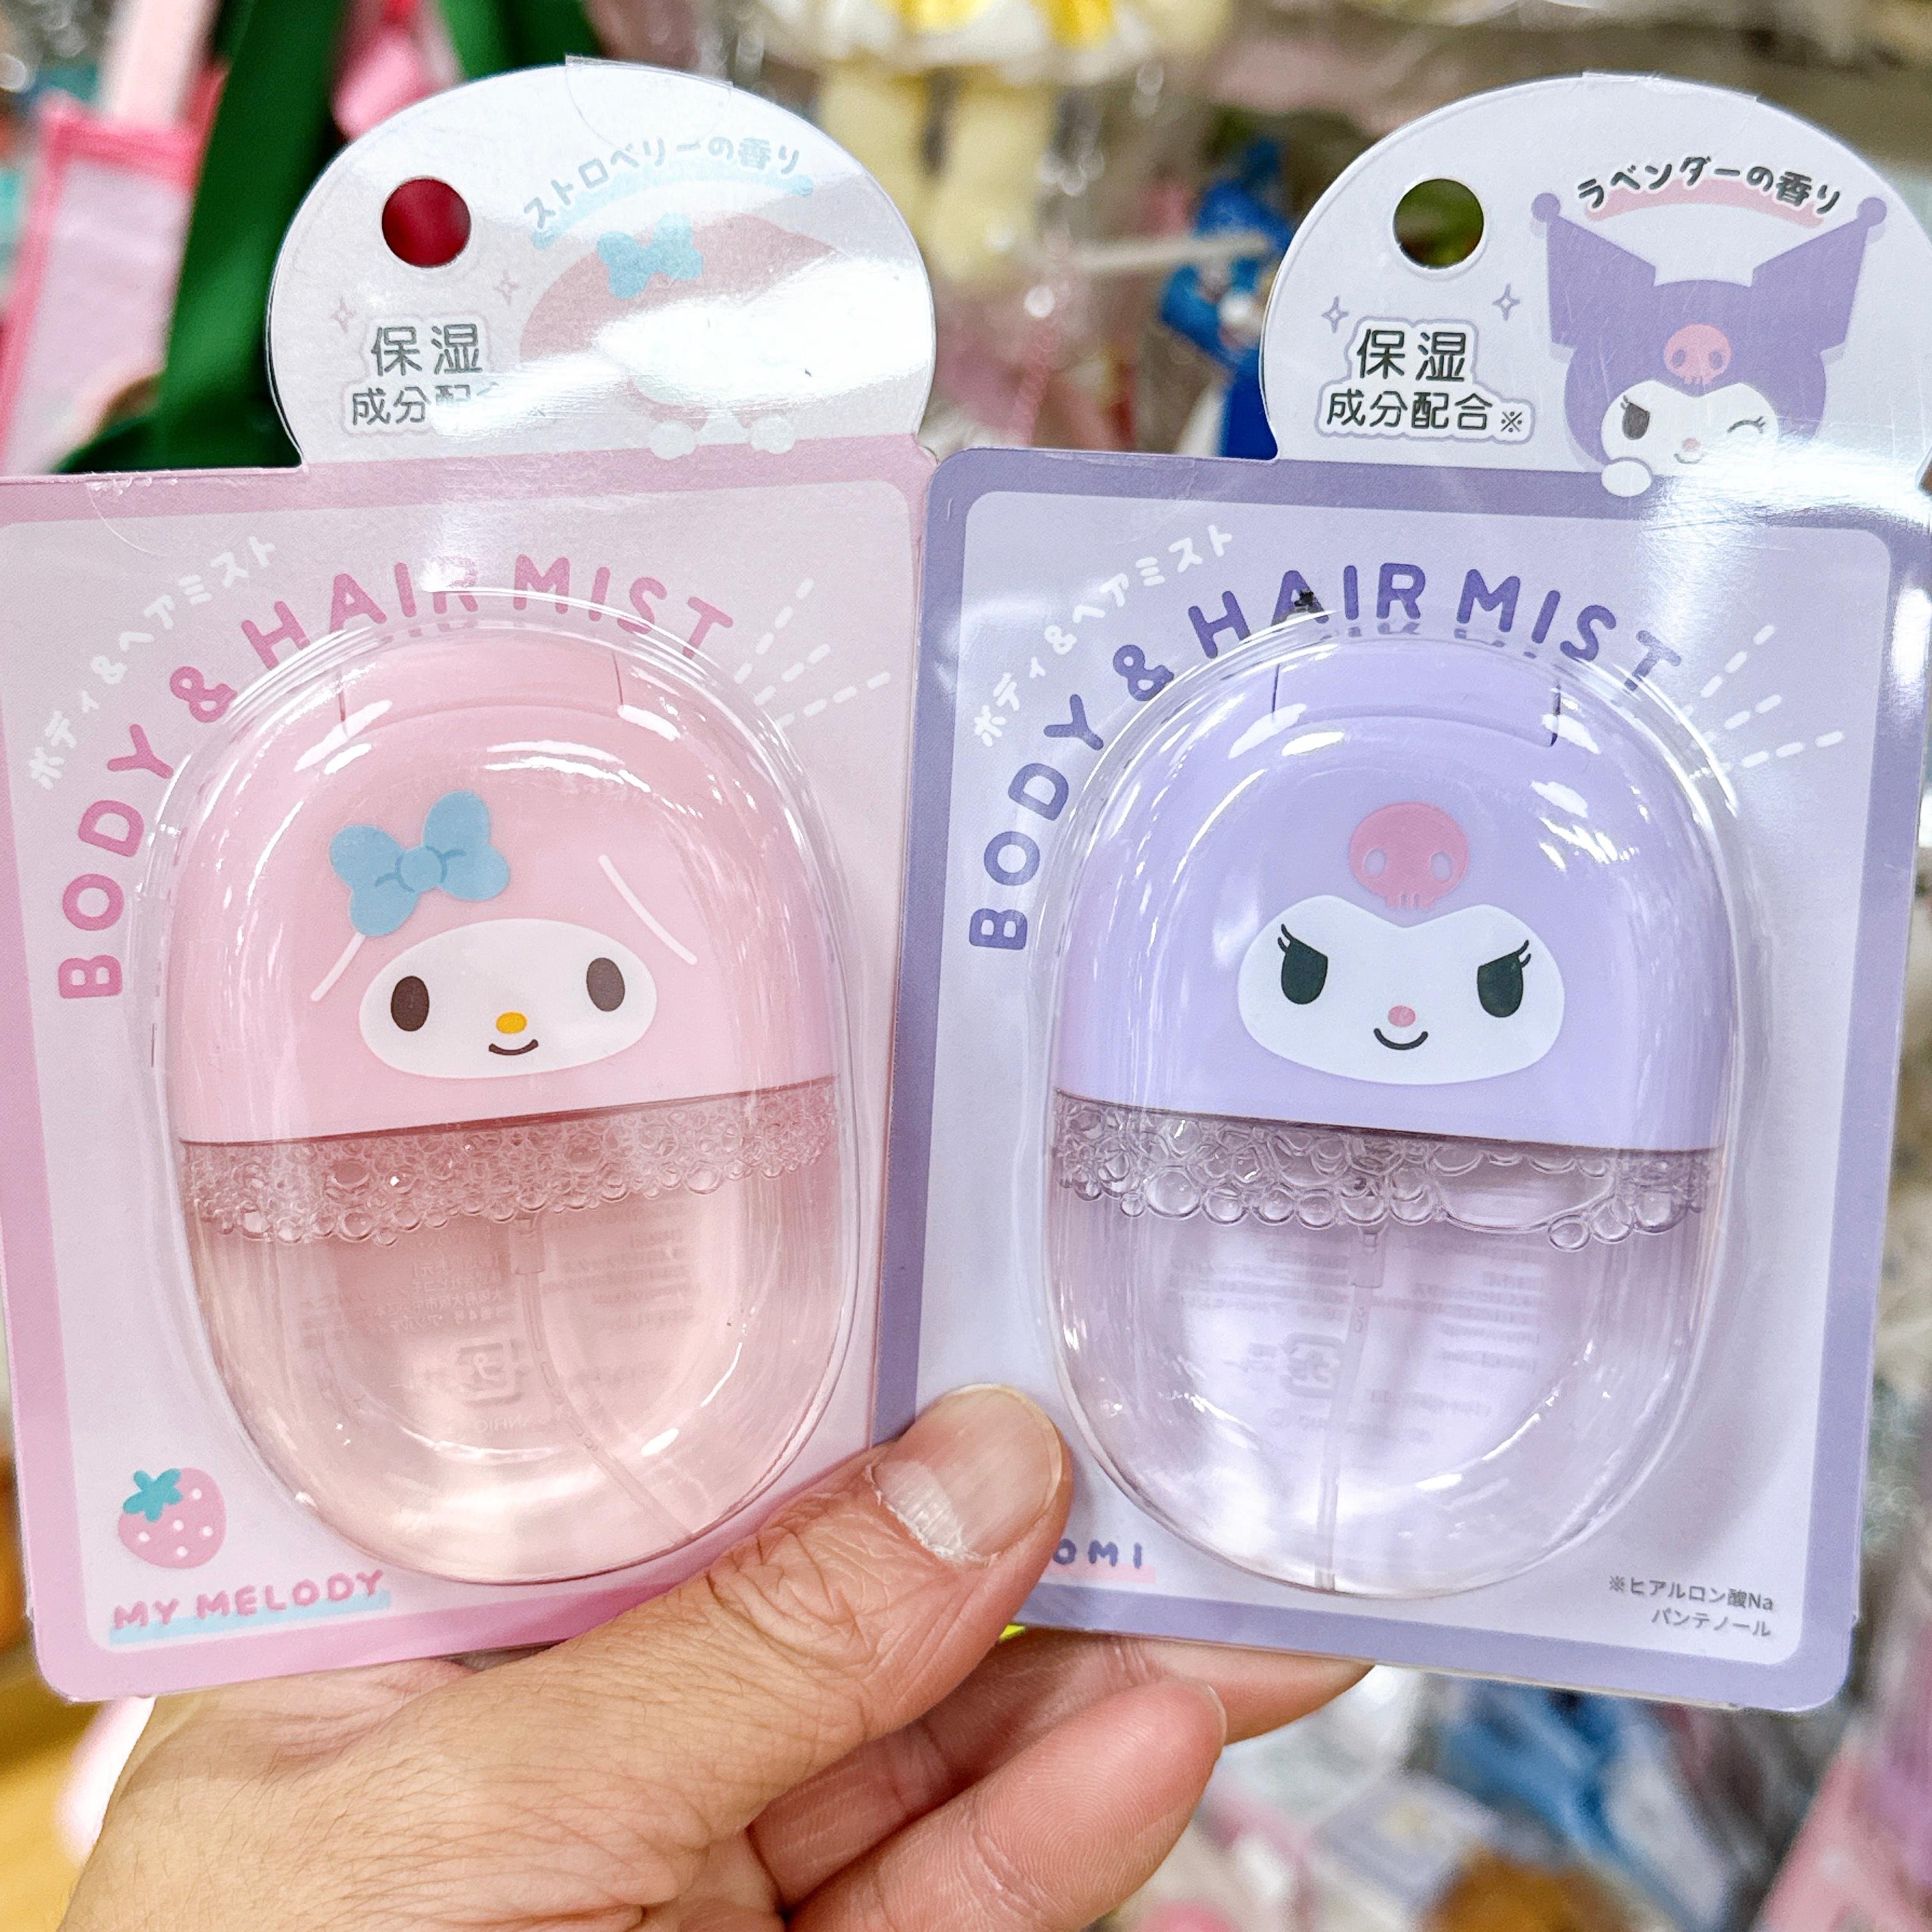 ストロベリーの香り
保湿
成分配
ボディ&ヘアミスト
BODY & HAIR MIST
MY MELODY
ラベンダーの香り
保湿
成分配合※
ボディ&ヘアミスト
BODY & HAIR MIST
OMI
※ヒアルロン酸Na
パンテノール